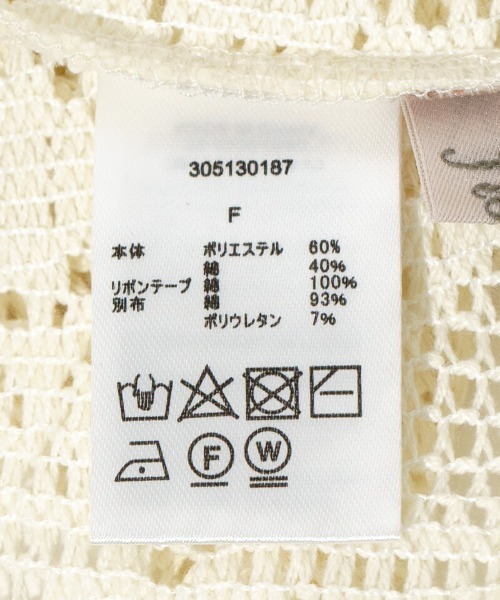 305130187
F
本体 ポリエステル 60%
綿 40%
リボンテープ 綿 100%
別布 綿 93%
ポリウレタン 7%
F W